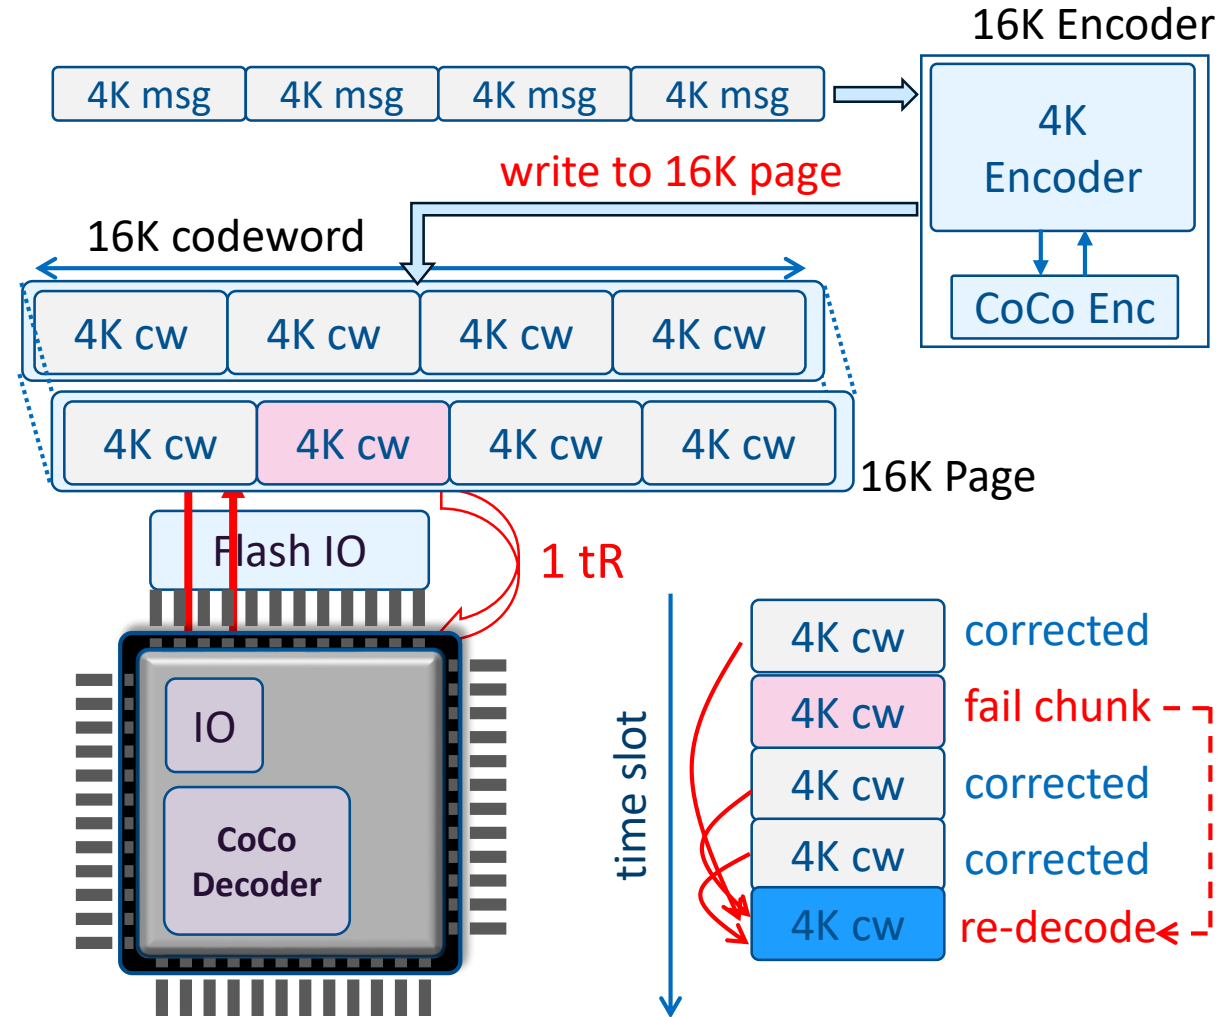 16K Encoder
4K msg 4K msg 4K msg 4K msg
4K
Encoder
write to 16K page
16K codeword
CoCo Enc
4K cw 4K cw 4K cw 4K cw
4K cw 4K cw 4K cw 4K cw
16K Page
Flash IO
1 tR
IO
CoCo
Decoder
time slot
4K cw corrected
4K cw fail chunk
4K cw corrected
4K cw corrected
4K cw re-decode